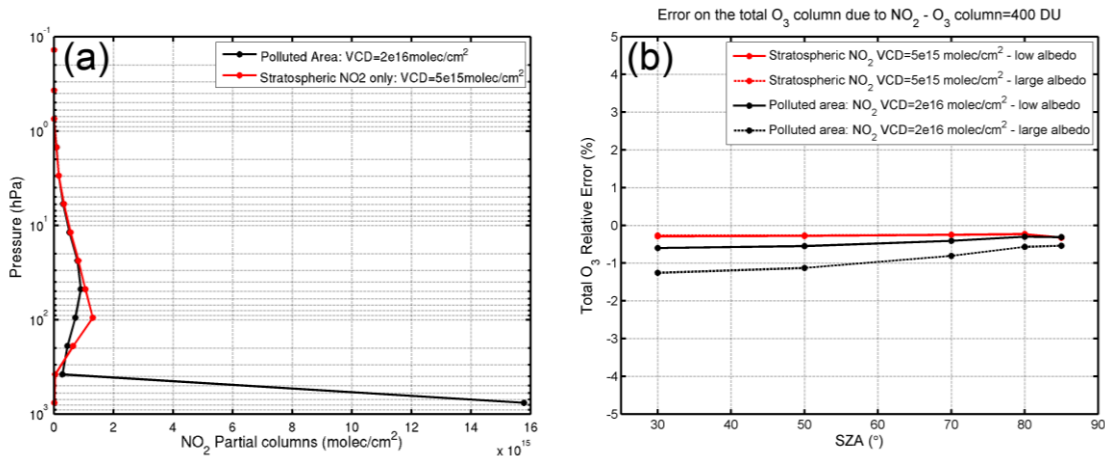 (a)
Polluted Area: VCD=2e16molec/cm²
Stratospheric NO2 only: VCD=5e15molec/cm²
10⁻¹
10⁰
10¹
10²
10³
Pressure (hPa)
0 2 4 6 8 10 12 14 16
x 10¹⁵
NO₂ Partial columns (molec/cm²)
Error on the total O₃ column due to NO₂ - O₃ column=400 DU
(b)
Stratospheric NO₂ VCD=5e15 molec/cm² - low albedo
Stratospheric NO₂ VCD=5e15 molec/cm² - large albedo
Polluted area: NO₂ VCD=2e16 molec/cm² - low albedo
Polluted area: NO₂ VCD=2e16 molec/cm² - large albedo
5
4
3
2
1
0
-1
-2
-3
-4
-5
Total O₃ Relative Error (%)
30 40 50 60 70 80 90
SZA (°)